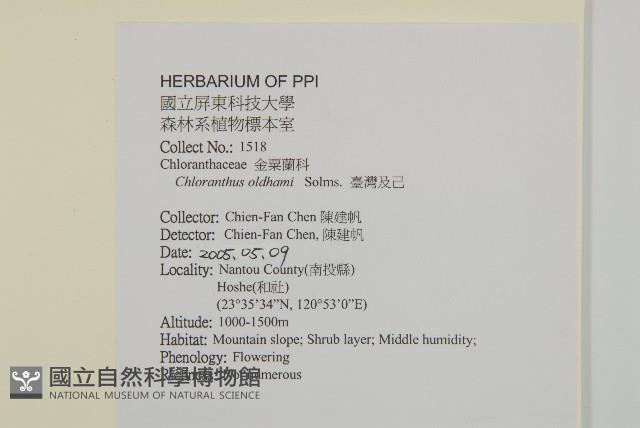 HERBARIUM OF PPI
國立屏東科技大學
森林系植物標本室
Collect No.: 1518
Chloranthaceae 金粟蘭科
Chloranthus oldhami Solms. 臺灣及己
Collector: Chien-Fan Chen 陳建帆
Detector: Chien-Fan Chen, 陳建帆
Date: 2005.05.09
Locality: Nantou County(南投縣)
Hoshe(和社)
(23°35'34”N, 120°53'0”E)
Altitude: 1000-1500m
Habitat: Mountain slope; Shrub layer; Middle humidity;
Phenology: Flowering
國立自然科學博物館
NATIONAL MUSEUM OF NATURAL SCIENCE